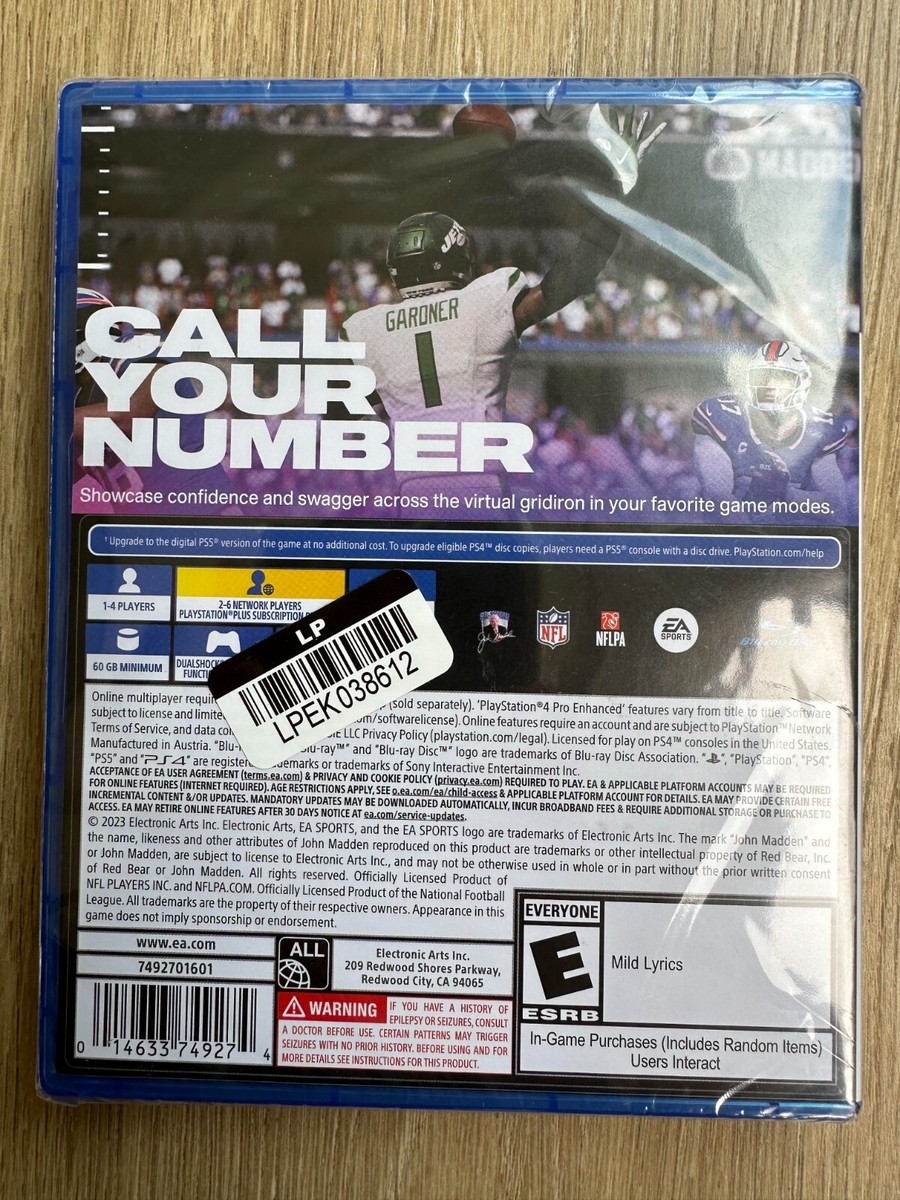 MADDE
JETS
GARDNER
1
17
C
CALL
YOUR
NUMBER
Showcase confidence and swagger across the virtual gridiron in your favorite game modes.
† Upgrade to the digital PS5® version of the game at no additional cost. To upgrade eligible PS4™ disc copies, players need a PS5® console with a disc drive. PlayStation.com/help
1-4 PLAYERS
2-6 NETWORK PLAYERS
PLAYSTATION®PLUS SUBSCRIPTION
60 GB MINIMUM
DUALSHOCK
FUNCTI
LP
LPEK038612
NFL
NFLPA
EA
SPORTS
Blu-ray Disc
Online multiplayer requir (sold separately). 'PlayStation®4 Pro Enhanced' features vary from title to title. Software
subject to license and limite om/softwarelicense). Online features require an account and are subject to PlayStation™Network
Terms of Service, and data col LLC Privacy Policy (playstation.com/legal). Licensed for play on PS4™ consoles in the United States.
Manufactured in Austria. "Blu- lu-ray™" and "Blu-ray Disc™" logo are trademarks of Blu-ray Disc Association. "PlayStation", "PS4",
"PS5" and "PS4" are registere demarks or trademarks of Sony Interactive Entertainment Inc.
ACCEPTANCE OF EA USER AGREEMENT (terms.ea.com) & PRIVACY AND COOKIE POLICY (privacy.ea.com) REQUIRED TO PLAY. EA & APPLICABLE PLATFORM ACCOUNTS MAY BE REQUIRED
FOR ONLINE FEATURES (INTERNET REQUIRED). AGE RESTRICTIONS APPLY, SEE o.ea.com/ea/child-access & APPLICABLE PLATFORM ACCOUNT FOR DETAILS. EA MAY PROVIDE CERTAIN FREE
INCREMENTAL CONTENT &/OR UPDATES. MANDATORY UPDATES MAY BE DOWNLOADED AUTOMATICALLY, INCUR BROADBAND FEES & REQUIRE ADDITIONAL STORAGE OR PURCHASE TO
ACCESS. EA MAY RETIRE ONLINE FEATURES AFTER 30 DAYS NOTICE AT ea.com/service-updates.
© 2023 Electronic Arts Inc. Electronic Arts, EA SPORTS, and the EA SPORTS logo are trademarks of Electronic Arts Inc. The mark "John Madden" and
the name, likeness and other attributes of John Madden reproduced on this product are trademarks or other intellectual property of Red Bear, Inc.
or John Madden, are subject to license to Electronic Arts Inc., and may not be otherwise used in whole or in part without the prior written consent
of Red Bear or John Madden. All rights reserved. Officially Licensed Product of
NFL PLAYERS INC. and NFLPA.COM. Officially Licensed Product of the National Football
League. All trademarks are the property of their respective owners. Appearance in this
game does not imply sponsorship or endorsement.
www.ea.com
7492701601
0 14633 74927 4
ALL
Electronic Arts Inc.
209 Redwood Shores Parkway,
Redwood City, CA 94065
WARNING IF YOU HAVE A HISTORY OF
EPILEPSY OR SEIZURES, CONSULT
A DOCTOR BEFORE USE. CERTAIN PATTERNS MAY TRIGGER
SEIZURES WITH NO PRIOR HISTORY. BEFORE USING AND FOR
MORE DETAILS SEE INSTRUCTIONS FOR THIS PRODUCT.
EVERYONE
E
ESRB
Mild Lyrics
In-Game Purchases (Includes Random Items)
Users Interact